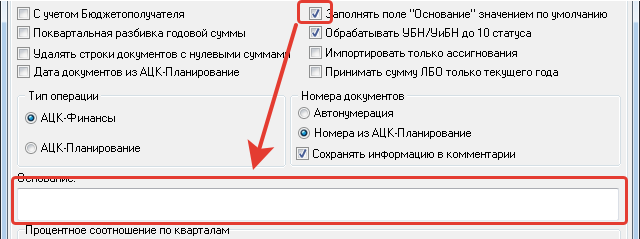 С учетом Бюджетополучателя
Заполнять поле "Основание" значением по умолчанию
Поквартальная разбивка годовой суммы
Обрабатывать УБН/УиБН до 10 статуса
Удалять строки документов с нулевыми суммами
Импортировать только ассигнования
Дата документов из АЦК-Планирование
Принимать сумму ЛБО только текущего года
Тип операции
Номера документов
АЦК-Финансы
Автонумерация
Номера из АЦК-Планирование
АЦК-Планирование
Сохранять информацию в комментарии
Основание:
Процентное соотношение по кварталам